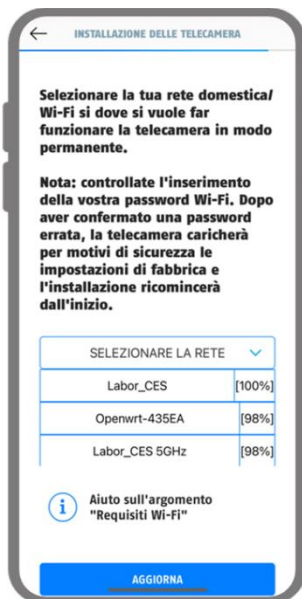 INSTALLAZIONE DELLE TELECAMERA
Selezionare la tua rete domestica/
Wi-Fi si dove si vuole far
funzionare la telecamera in modo
permanente.
Nota: controllate l'inserimento
della vostra password Wi-Fi. Dopo
aver confermato una password
errata, la telecamera caricherà
per motivi di sicurezza le
impostazioni di fabbrica e
l'installazione ricomincerà
dall'inizio.
SELEZIONARE LA RETE
Labor_CES [100%]
Openwrt-435EA [98%]
Labor_CES 5GHz [98%]
Aiuto sull'argomento
"Requisiti Wi-Fi"
AGGIORNA